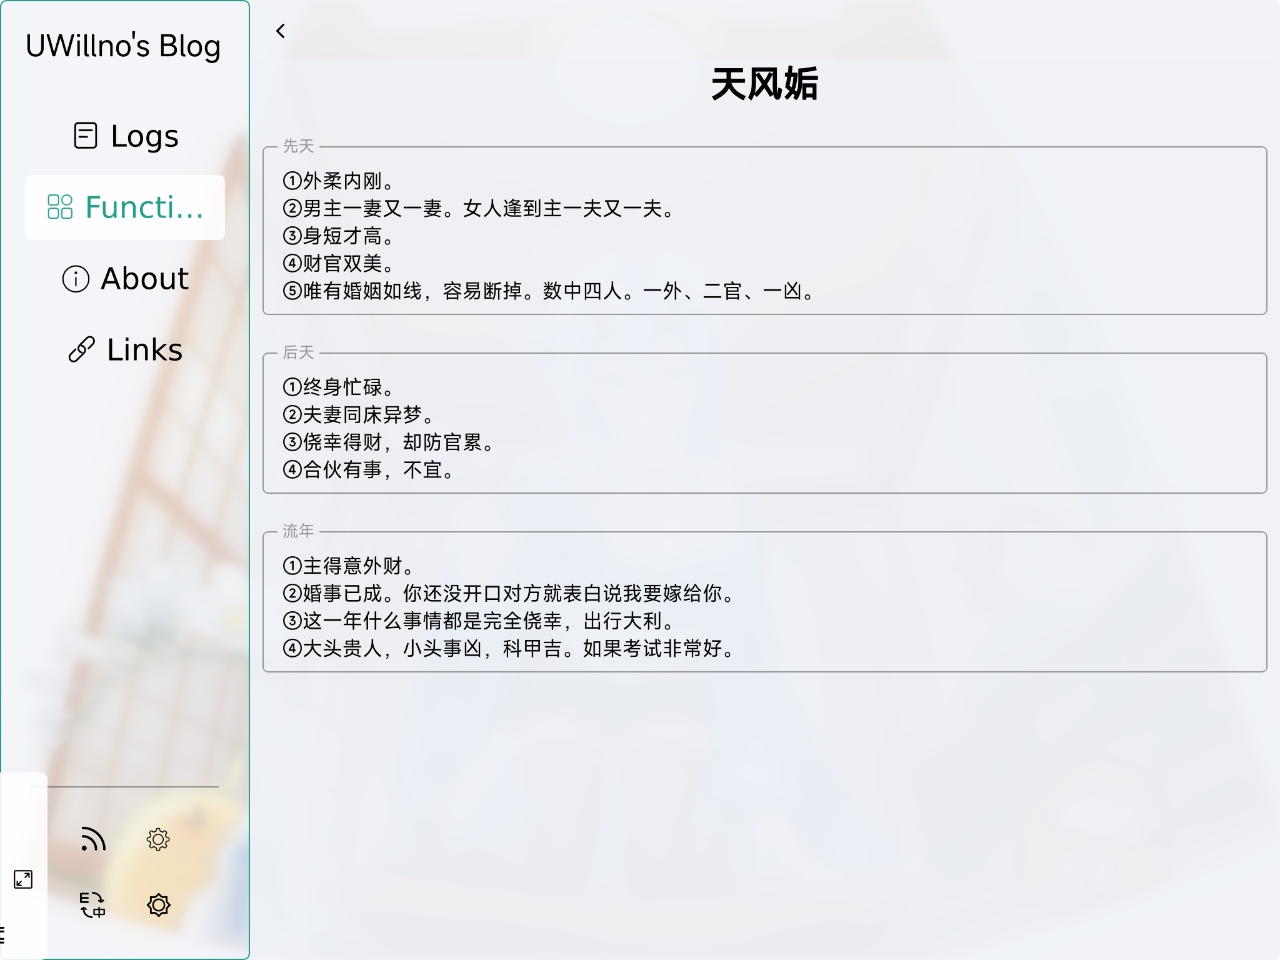 UWillno's Blog
Logs
Functi...
About
Links
天风姤
先天
①外柔内刚。
②男主一妻又一妻。女人逢到主一夫又一夫。
③身短才高。
④财官双美。
⑤唯有婚姻如线，容易断掉。数中四人。一外、二官、一凶。
后天
①终身忙碌。
②夫妻同床异梦。
③侥幸得财，却防官累。
④合伙有事，不宜。
流年
①主得意外财。
②婚事已成。你还没开口对方就表白说我要嫁给你。
③这一年什么事情都是完全侥幸，出行大利。
④大头贵人，小头事凶，科甲吉。如果考试非常好。